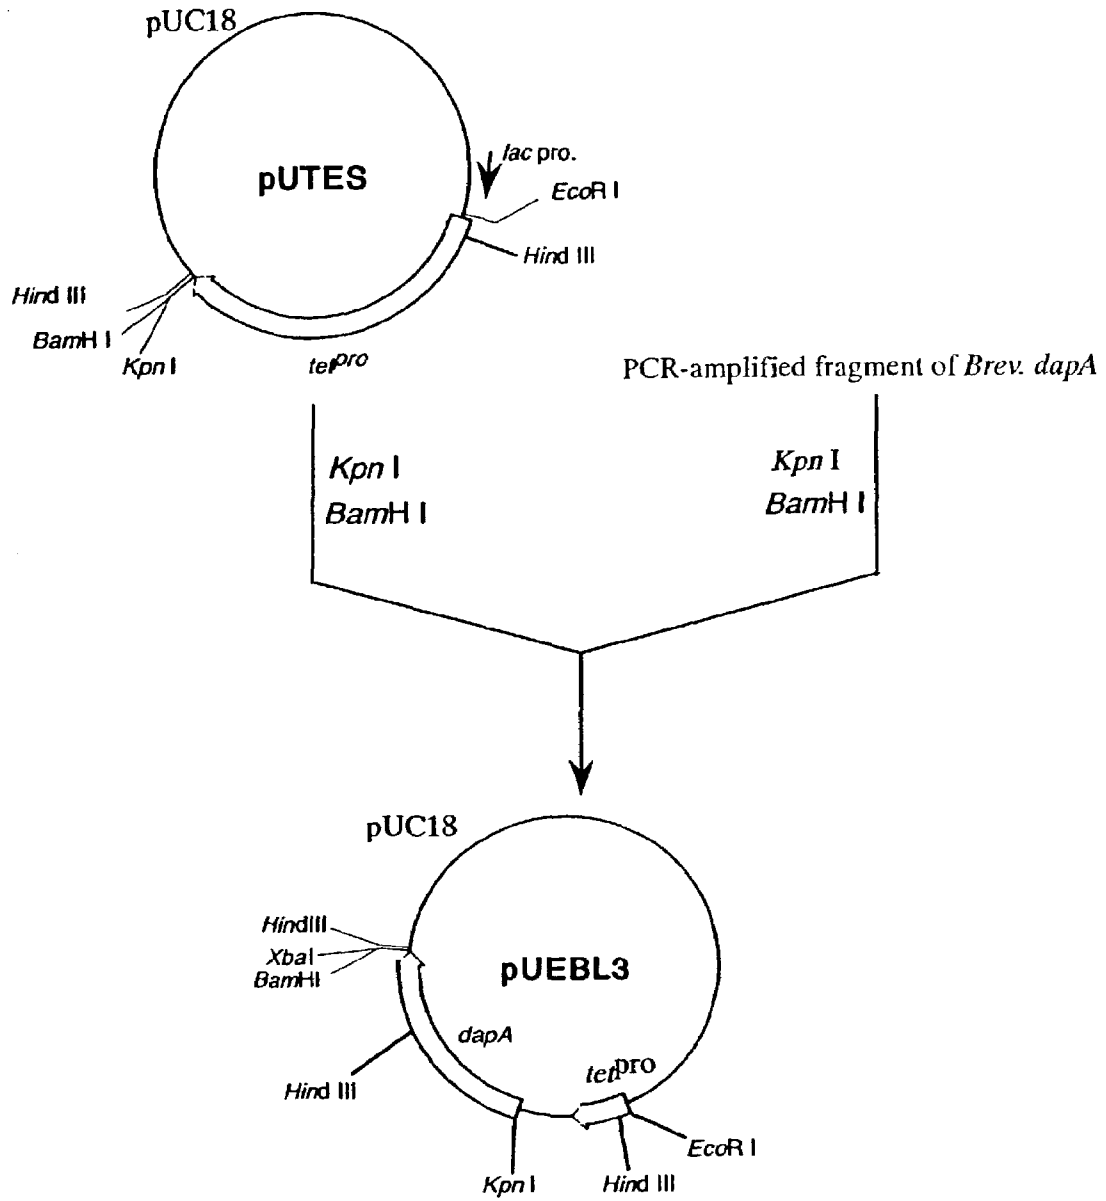 pUC18
pUTES
lac pro.
EcoR I
Hind III
Hind III
BamH I
Kpn I
tetpro
PCR-amplified fragment of Brev. dapA
Kpn I
BamH I
Kpn I
BamH I
pUC18
HindIII
XbaI
BamHI
pUEBL3
dapA
tetpro
Hind III
EcoR I
Kpn I
Hind III